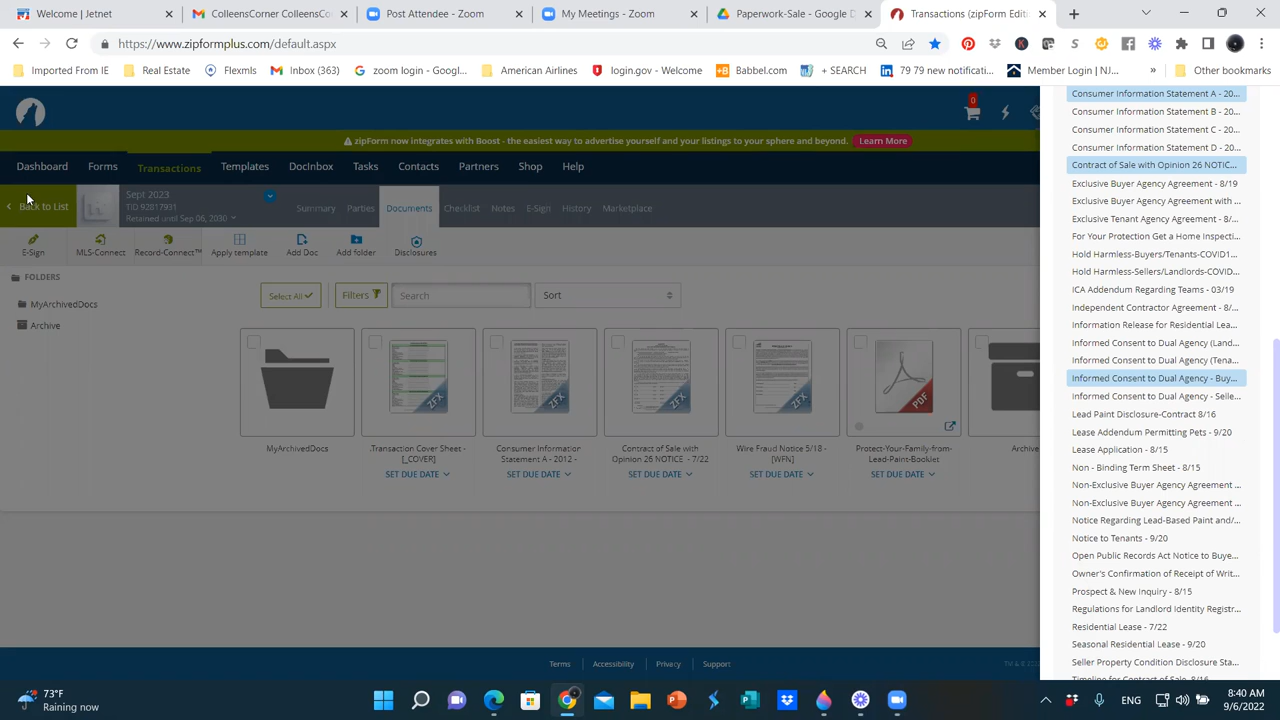 Jetwel
ColleensCorner ColleensCor
Post Attendee - Zoom
My Meetings - Zoom
Paperwork-Sale - Google D
Transactions (zipForm Edit
https://www.zipformplus.com/default.aspx
Imported From IE
Real Estate
Flexmls
Inbox (363)
zoom login - Goog...
American Airlines
login.gov - Welcome
Babbel.com
+ SEARCH
79 79 new notificati...
Member Login | NJ...
»
Other bookmarks
0
zipForm now integrates with Boost - the easiest way to advertise yourself and your listings to your sphere and beyond.
Learn More
Dashboard
Forms
Transactions
Templates
DocInbox
Tasks
Contacts
Partners
Shop
Help
Back to List
Sept 2023
TID 92817931
Retained until Sep 06, 2030
Summary
Parties
Documents
Checklist
Notes
E-Sign
History
Marketplace
E-Sign
MLS-Connect
Record-Connect™
Apply template
Add Doc
Add folder
Disclosures
FOLDERS
MyArchivedDocs
Archive
Select All
Filters
Search
Sort
MyArchivedDocs
.Transaction Cover Sheet -
[_COVER]
SET DUE DATE
Consumer Information
Statement A - 2012 -
SET DUE DATE
Contract of Sale with
Opinion 26 NOTICE - 7/22
SET DUE DATE
Wire Fraud Notice 5/18 -
[WFN]
SET DUE DATE
Protect-Your-Family-from-
Lead-Paint-Booklet
SET DUE DATE
Archive
Consumer Information Statement A - 20...
Consumer Information Statement B - 20...
Consumer Information Statement C - 20...
Consumer Information Statement D - 20...
Contract of Sale with Opinion 26 NOTIC...
Exclusive Buyer Agency Agreement - 8/19
Exclusive Buyer Agency Agreement with ...
Exclusive Tenant Agency Agreement - 8/...
For Your Protection Get a Home Inspecti...
Hold Harmless-Buyers/Tenants-COVID1...
Hold Harmless-Sellers/Landlords-COVID...
ICA Addendum Regarding Teams - 03/19
Independent Contractor Agreement - 8/...
Information Release for Residential Lea...
Informed Consent to Dual Agency (Land...
Informed Consent to Dual Agency (Tena...
Informed Consent to Dual Agency - Buy...
Informed Consent to Dual Agency - Selle...
Lead Paint Disclosure-Contract 8/16
Lease Addendum Permitting Pets - 9/20
Lease Application - 8/15
Non - Binding Term Sheet - 8/15
Non-Exclusive Buyer Agency Agreement ...
Non-Exclusive Buyer Agency Agreement ...
Notice Regarding Lead-Based Paint and/...
Notice to Tenants - 9/20
Open Public Records Act Notice to Buye...
Owner's Confirmation of Receipt of Writ...
Prospect & New Inquiry - 8/15
Regulations for Landlord Identity Registr...
Residential Lease - 7/22
Seasonal Residential Lease - 9/20
Seller Property Condition Disclosure Sta...
Timeline for Contract of Sale 8/16
Terms
Accessibility
Privacy
Support
73°F
Raining now
ENG
8:40 AM
9/6/2022